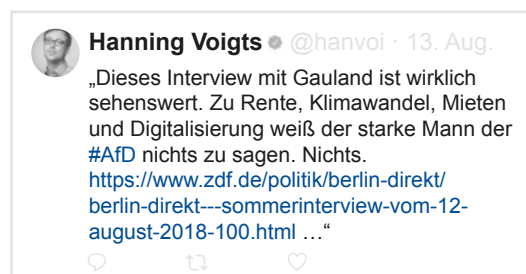 Hanning Voigts @hanvoi · 13. Aug.
„Dieses Interview mit Gauland ist wirklich
sehenswert. Zu Rente, Klimawandel, Mieten
und Digitalisierung weiß der starke Mann der
#AfD nichts zu sagen. Nichts.
https://www.zdf.de/politik/berlin-direkt/
berlin-direkt---sommerinterview-vom-12-
august-2018-100.html …“